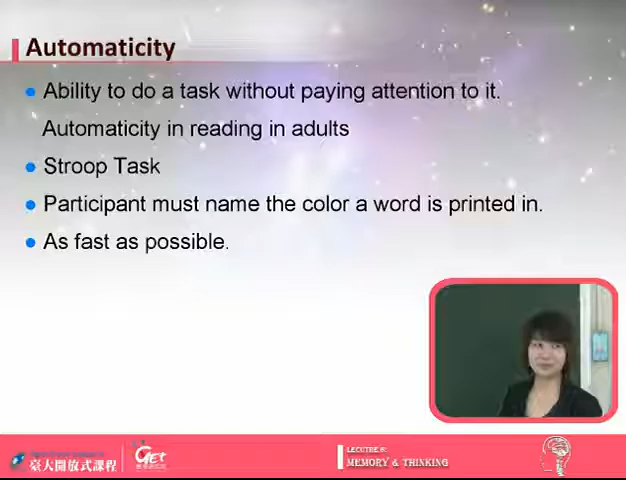 Automaticity
Ability to do a task without paying attention to it.
Automaticity in reading in adults
Stroop Task
Participant must name the color a word is printed in.
As fast as possible.
臺大開放式課程
GET
MEMORY & THINKING